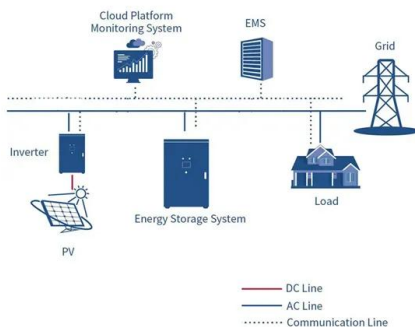 Cloud Platform
Monitoring System
EMS
Grid
Inverter
Energy Storage System
Load
PV
DC Line
AC Line
Communication Line